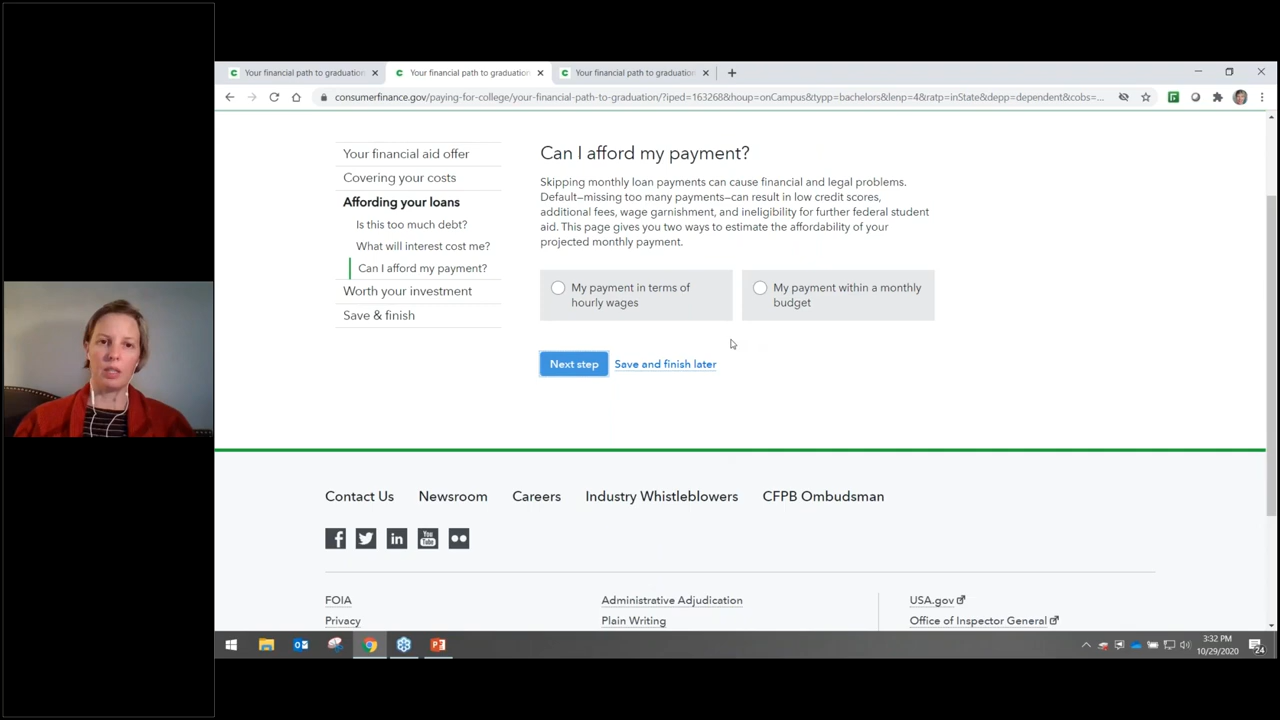 Your financial path to graduation
Your financial path to graduation
Your financial path to graduation
consumerfinance.gov/paying-for-college/your-financial-path-to-graduation/?iped=163268&houp=onCampus&typp=bachelors&lenp=4&ratp=inState&depp=dependent&cobs=...
Your financial aid offer
Covering your costs
Affording your loans
Is this too much debt?
What will interest cost me?
Can I afford my payment?
Worth your investment
Save & finish
Can I afford my payment?
Skipping monthly loan payments can cause financial and legal problems.
Default—missing too many payments—can result in low credit scores,
additional fees, wage garnishment, and ineligibility for further federal student
aid. This page gives you two ways to estimate the affordability of your
projected monthly payment.
My payment in terms of
hourly wages
My payment within a monthly
budget
Next step
Save and finish later
Contact Us
Newsroom
Careers
Industry Whistleblowers
CFPB Ombudsman
You
Tube
FOIA
Privacy
Administrative Adjudication
Plain Writing
USA.gov
Office of Inspector General
3:32 PM
10/29/2020
24